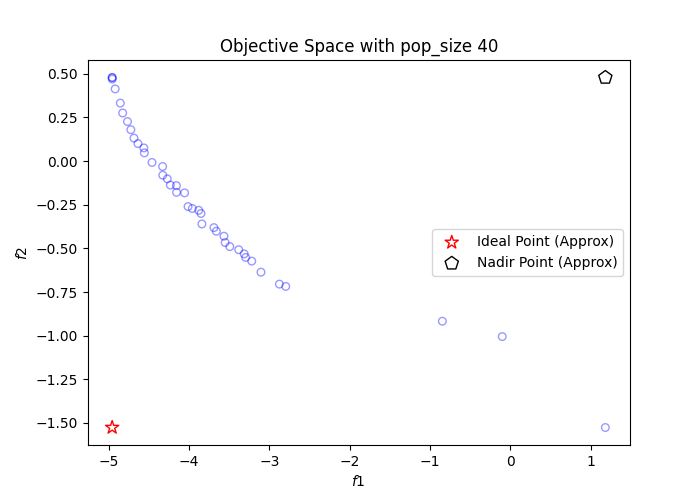 Objective Space with pop_size 40
0.50
0.25
0.00
−0.25
−0.50
−0.75
−1.00
−1.25
−1.50
f2
Ideal Point (Approx)
Nadir Point (Approx)
−5 −4 −3 −2 −1 0 1
f1